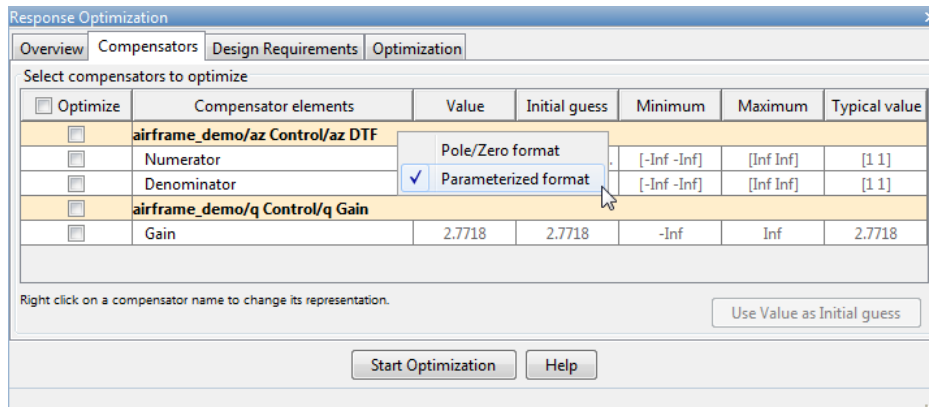 Response Optimization
Overview Compensators Design Requirements Optimization
Select compensators to optimize
Optimize Compensator elements Value Initial guess Minimum Maximum Typical value
airframe_demo/az Control/az DTF
Pole/Zero format
Numerator [-Inf -Inf] [Inf Inf] [1 1]
✓ Parameterized format
Denominator [-Inf -Inf] [Inf Inf] [1 1]
airframe_demo/q Control/q Gain
Gain 2.7718 2.7718 -Inf Inf 2.7718
Right click on a compensator name to change its representation.
Use Value as Initial guess
Start Optimization Help